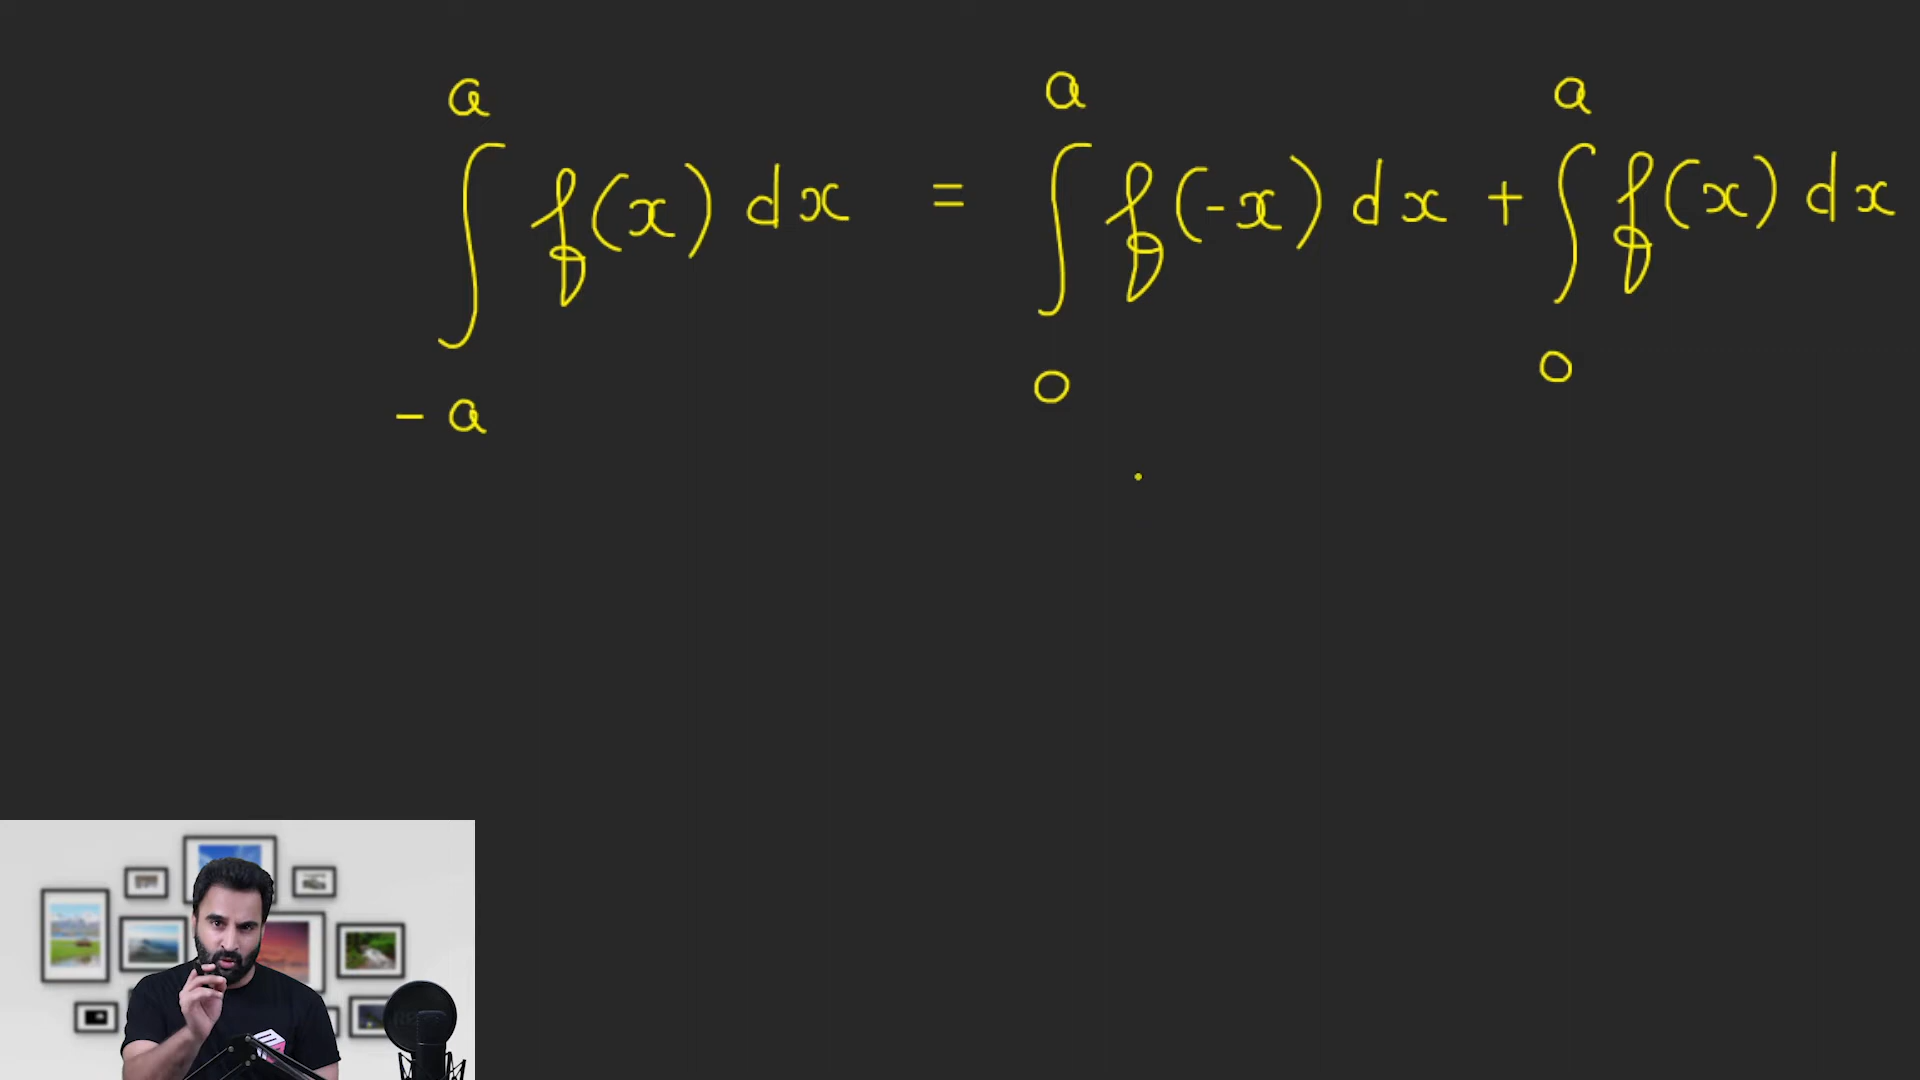 ∫_{-a}^{a} f(x) dx = ∫_{0}^{a} f(-x) dx + ∫_{0}^{a} f(x) dx